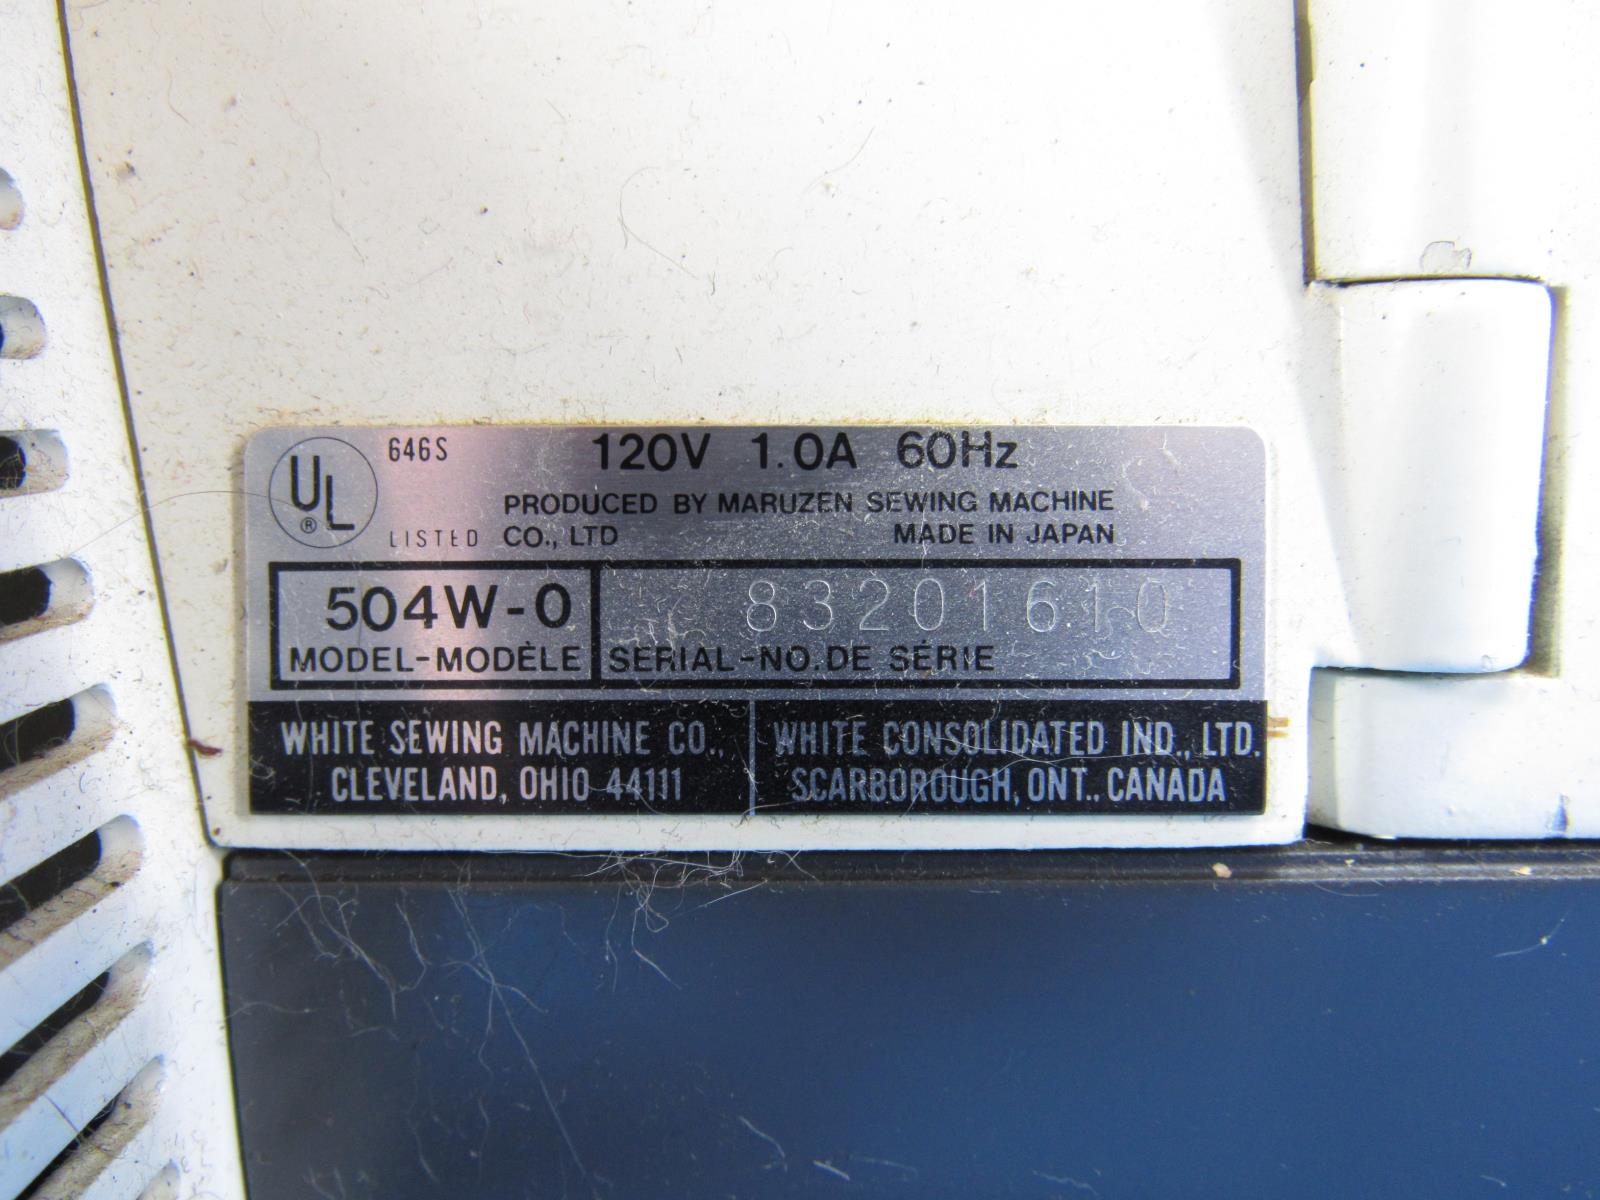 UL® 646S 120V 1.0A 60Hz
LISTED PRODUCED BY MARUZEN SEWING MACHINE
CO., LTD MADE IN JAPAN
504W-0 83201610
MODEL-MODÈLE SERIAL-NO.DE SÉRIE
WHITE SEWING MACHINE CO.,
CLEVELAND, OHIO 44111
WHITE CONSOLIDATED IND., LTD.
SCARBOROUGH, ONT., CANADA